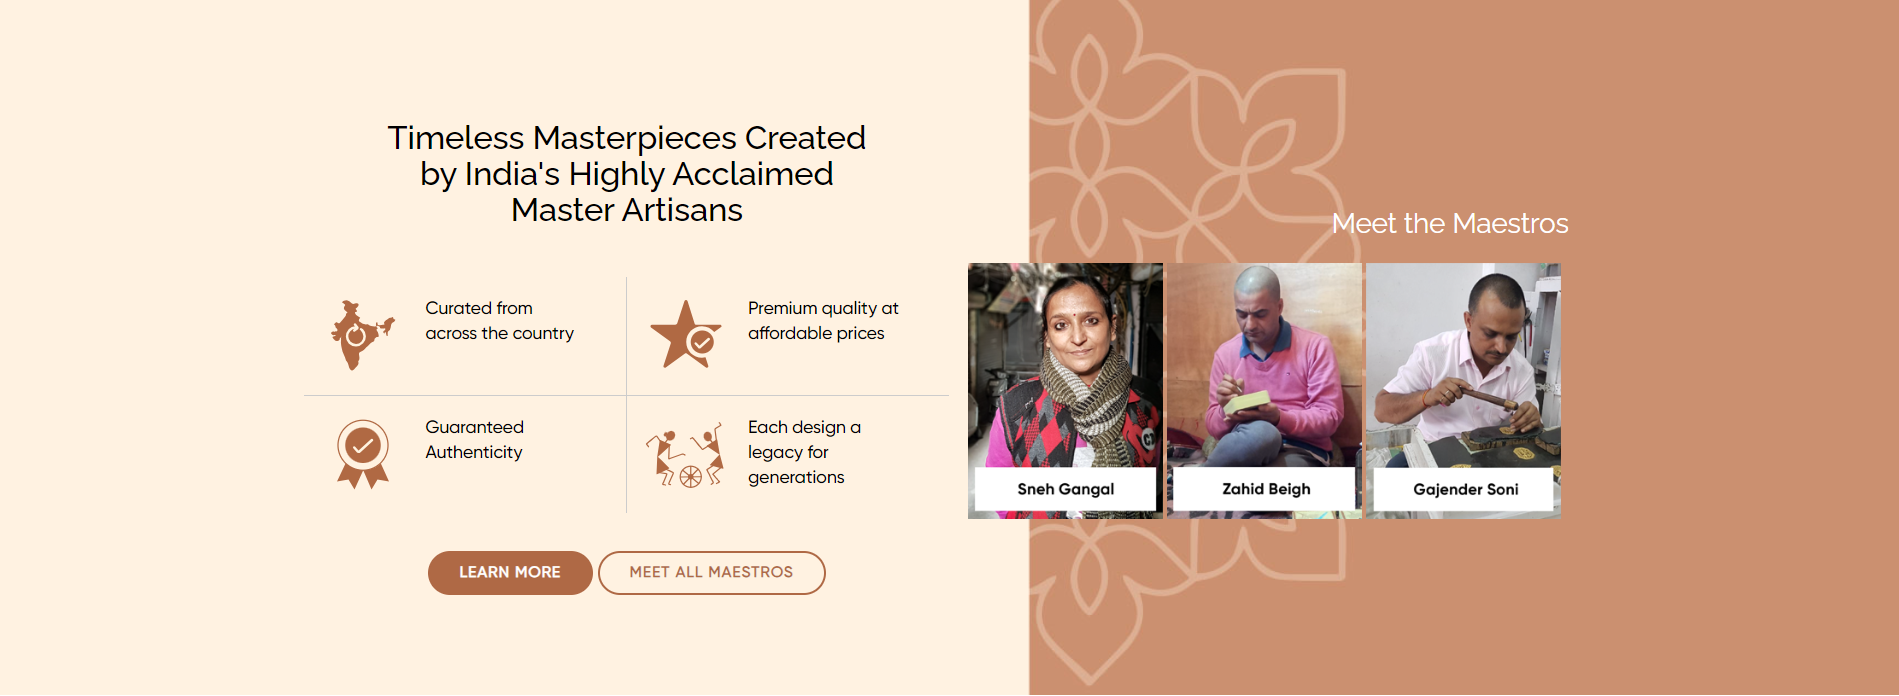 Timeless Masterpieces Created
by India's Highly Acclaimed
Master Artisans
Curated from
across the country
Premium quality at
affordable prices
Guaranteed
Authenticity
Each design a
legacy for
generations
LEARN MORE
MEET ALL MAESTROS
Meet the Maestros
Sneh Gangal
Zahid Beigh
Gajender Soni